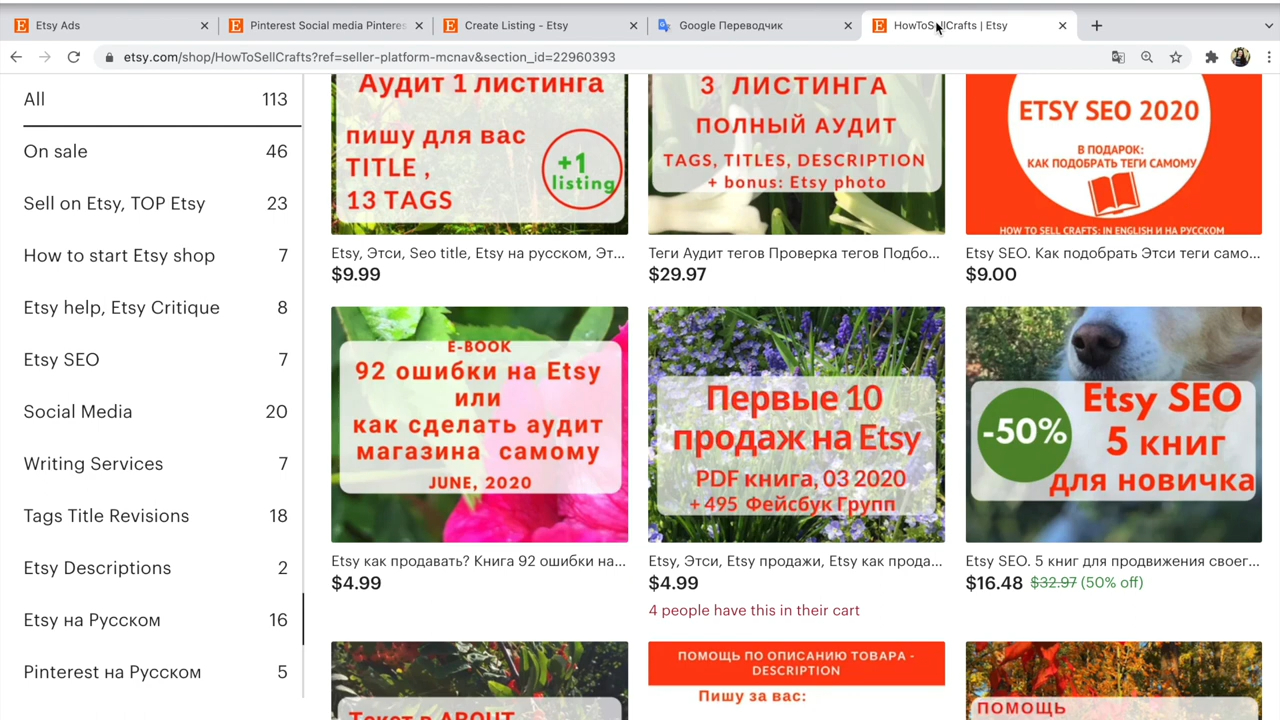 Etsy Ads
Pinterest Social media Pinteres
Create Listing - Etsy
Google Переводчик
HowToSellCrafts | Etsy
etsy.com/shop/HowToSellCrafts?ref=seller-platform-mcnav&section_id=22960393
All 113
On sale 46
Sell on Etsy, TOP Etsy 23
How to start Etsy shop 7
Etsy help, Etsy Critique 8
Etsy SEO 7
Social Media 20
Writing Services 7
Tags Title Revisions 18
Etsy Descriptions 2
Etsy на Русском 16
Pinterest на Русском 5
Аудит 1 листинга
пишу для вас
TITLE ,
13 TAGS
+1
listing
Etsy, Этси, Seo title, Etsy на русском, Эт...
$9.99
3 ЛИСТИНГА
ПОЛНЫЙ АУДИТ
TAGS, TITLES, DESCRIPTION
+ bonus: Etsy photo
Теги Аудит тегов Проверка тегов Подбо...
$29.97
ETSY SEO 2020
В ПОДАРОК:
КАК ПОДОБРАТЬ ТЕГИ САМОМУ
HOW TO SELL CRAFTS: IN ENGLISH И НА РУССКОМ
Etsy SEO. Как подобрать Этси теги само...
$9.00
E-BOOK
92 ошибки на Etsy
или
как сделать аудит
магазина самому
JUNE, 2020
Etsy как продавать? Книга 92 ошибки на...
$4.99
Первые 10
продаж на Etsy
PDF книга, 03 2020
+ 495 Фейсбук Групп
Etsy, Этси, Etsy продажи, Etsy как прода...
$4.99
4 people have this in their cart
-50%
Etsy SEO
5 книг
для новичка
Etsy SEO. 5 книг для продвижения своег...
$16.48 $32.97 (50% off)
Текст в ABOUT
ПОМОЩЬ ПО ОПИСАНИЮ ТОВАРА -
DESCRIPTION
Пишу за вас:
ПОМОЩЬ